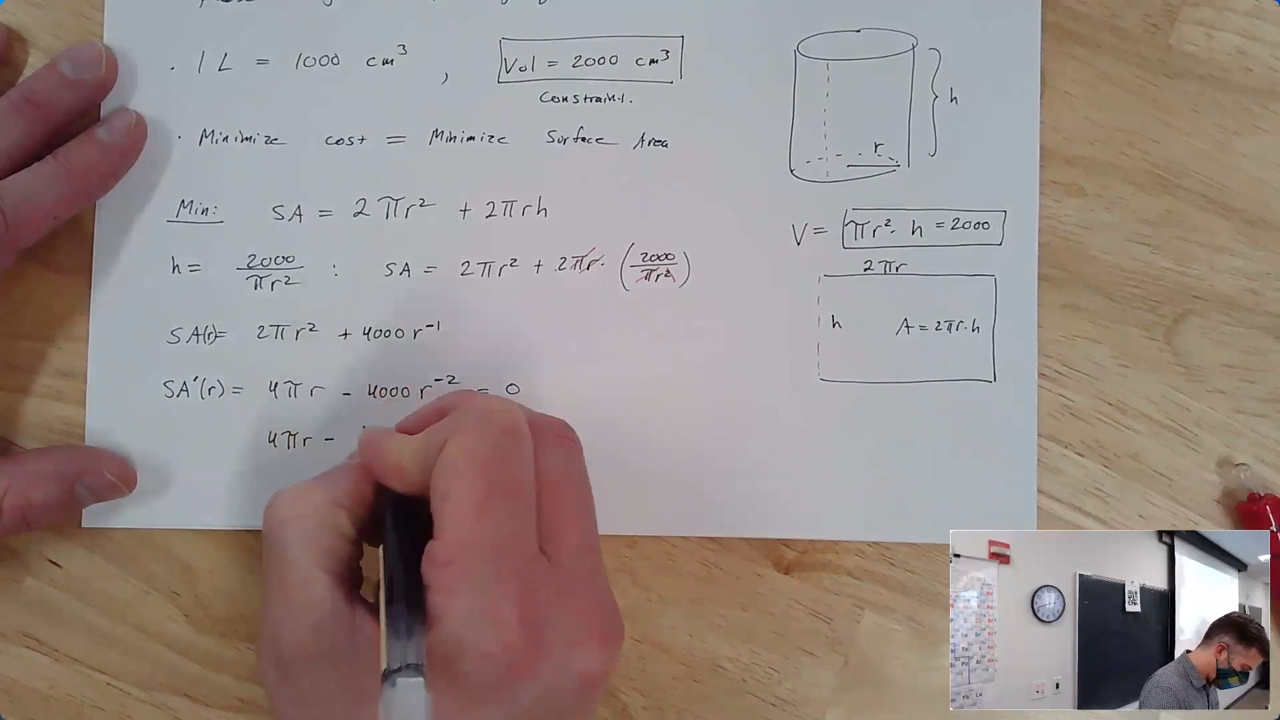 · 1 L = 1000 cm³ , Vol = 2000 cm³
Constraint.
· Minimize cost = Minimize Surface Area
h
r
Min: SA = 2πr² + 2πrh
V = πr² · h = 2000
h = 2000/πr² : SA = 2πr² + 2πr · (2000/πr²)
2πr
SA(r) = 2πr² + 4000 r⁻¹
h A = 2πr·h
SA'(r) = 4πr - 4000 r⁻² = 0
4πr -